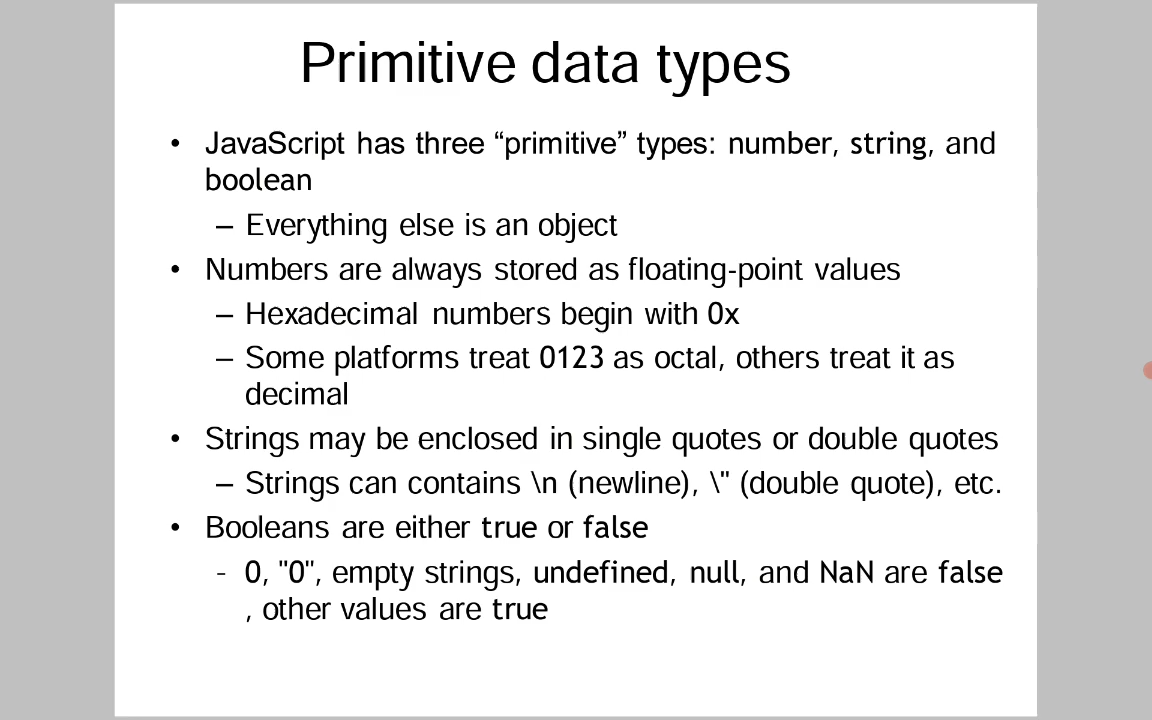 Primitive data types
• JavaScript has three “primitive” types: number, string, and
boolean
– Everything else is an object
• Numbers are always stored as floating-point values
– Hexadecimal numbers begin with 0x
– Some platforms treat 0123 as octal, others treat it as
decimal
• Strings may be enclosed in single quotes or double quotes
– Strings can contains \n (newline), \" (double quote), etc.
• Booleans are either true or false
– 0, "0", empty strings, undefined, null, and NaN are false
, other values are true